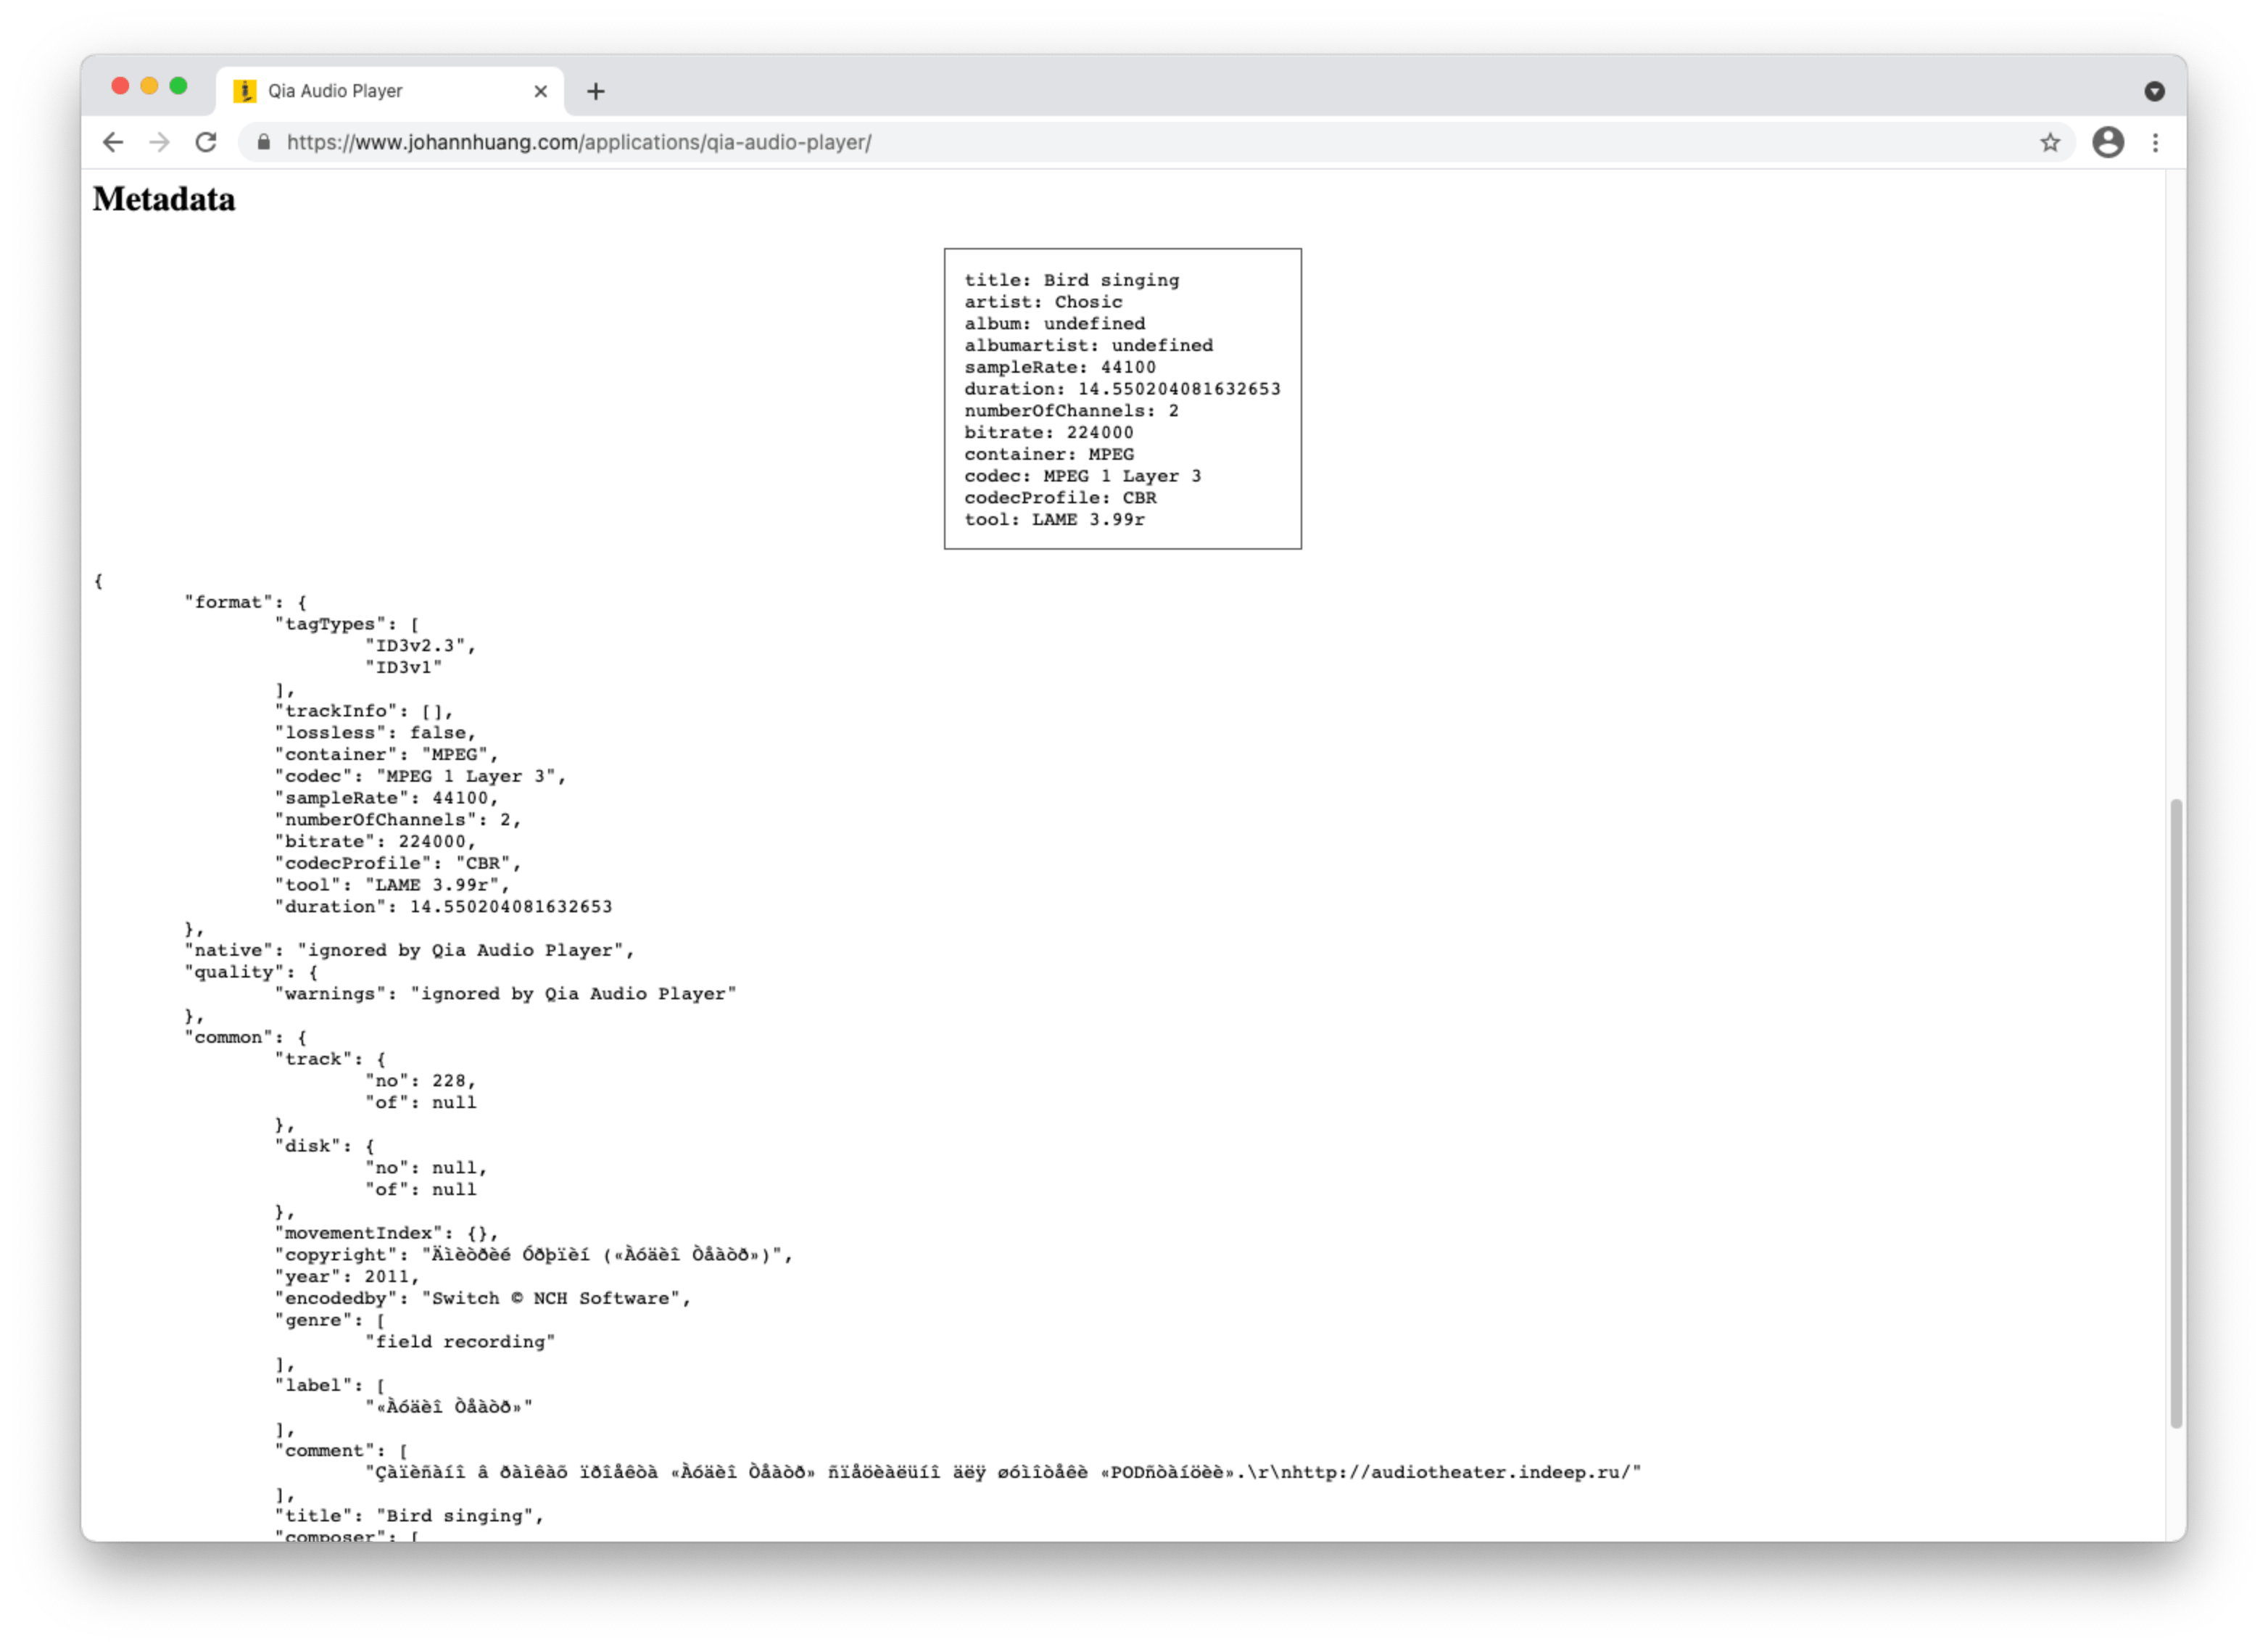 Qia Audio Player
https://www.johannhuang.com/applications/qia-audio-player/
Metadata
title: Bird singing
artist: Chosic
album: undefined
albumartist: undefined
sampleRate: 44100
duration: 14.550204081632653
numberOfChannels: 2
bitrate: 224000
container: MPEG
codec: MPEG 1 Layer 3
codecProfile: CBR
tool: LAME 3.99r
{
"format": {
"tagTypes": [
"ID3v2.3",
"ID3v1"
],
"trackInfo": [],
"lossless": false,
"container": "MPEG",
"codec": "MPEG 1 Layer 3",
"sampleRate": 44100,
"numberOfChannels": 2,
"bitrate": 224000,
"codecProfile": "CBR",
"tool": "LAME 3.99r",
"duration": 14.550204081632653
},
"native": "ignored by Qia Audio Player",
"quality": {
"warnings": "ignored by Qia Audio Player"
},
"common": {
"track": {
"no": 228,
"of": null
},
"disk": {
"no": null,
"of": null
},
"movementIndex": {},
"copyright": "Äìèòðèé Óðþïèí («Àóäèî Òåàòð»)",
"year": 2011,
"encodedby": "Switch © NCH Software",
"genre": [
"field recording"
],
"label": [
"«Àóäèî Òåàòð»"
],
"comment": [
"Çàïèñàíî â ðàìêàõ ïðîåêòà «Àóäèî Òåàòð» ñïåöèàëüíî äëÿ øóìîòåêè «PODñòàíöèè».\r\nhttp://audiotheater.indeep.ru/"
],
"title": "Bird singing",
"composer": [